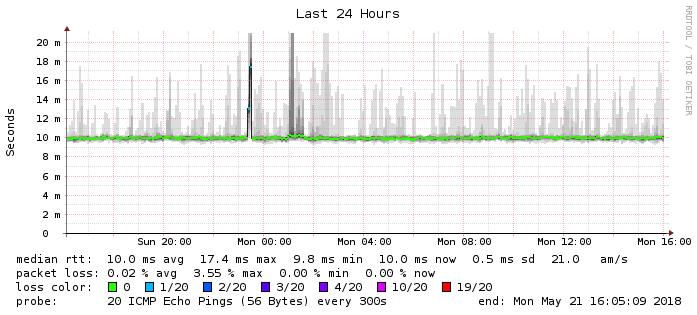 Last 24 Hours
RRDTOOL / TOBI OETIKER
Seconds
20 m
18 m
16 m
14 m
12 m
10 m
8 m
6 m
4 m
2 m
0
Sun 20:00 Mon 00:00 Mon 04:00 Mon 08:00 Mon 12:00 Mon 16:00
median rtt: 10.0 ms avg 17.4 ms max 9.8 ms min 10.0 ms now 0.5 ms sd 21.0 am/s
packet loss: 0.02 % avg 3.55 % max 0.00 % min 0.00 % now
loss color: 0 1/20 2/20 3/20 4/20 10/20 19/20
probe: 20 ICMP Echo Pings (56 Bytes) every 300s end: Mon May 21 16:05:09 2018